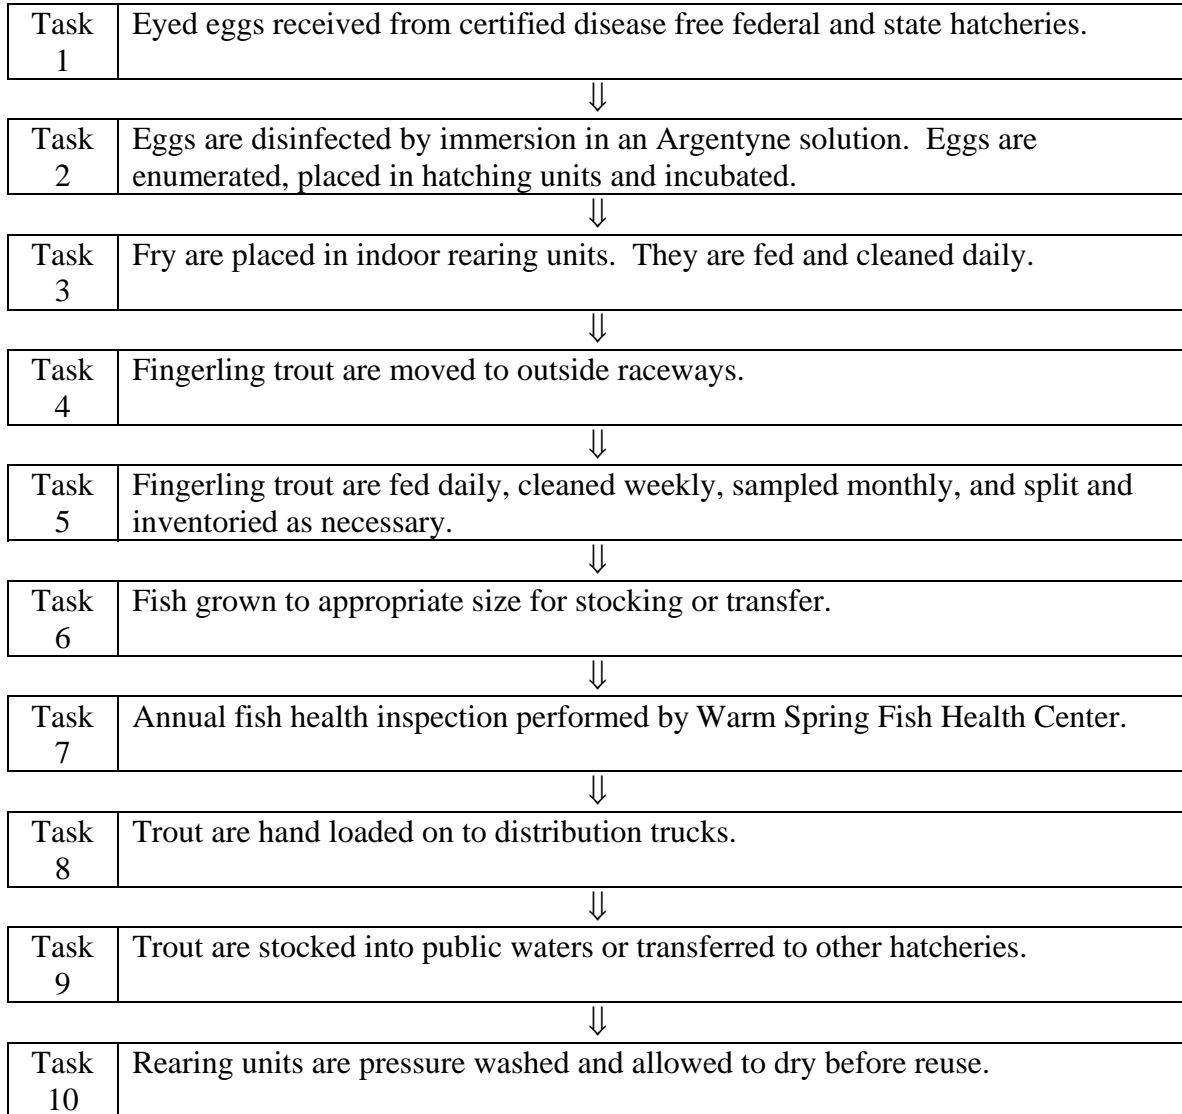 Task Eyed eggs received from certified disease free federal and state hatcheries.
1
⇓
Task Eggs are disinfected by immersion in an Argentyne solution.  Eggs are
2 enumerated, placed in hatching units and incubated.
⇓
Task Fry are placed in indoor rearing units.  They are fed and cleaned daily.
3
⇓
Task Fingerling trout are moved to outside raceways.
4
⇓
Task Fingerling trout are fed daily, cleaned weekly, sampled monthly, and split and
5 inventoried as necessary.
⇓
Task Fish grown to appropriate size for stocking or transfer.
6
⇓
Task Annual fish health inspection performed by Warm Spring Fish Health Center.
7
⇓
Task Trout are hand loaded on to distribution trucks.
8
⇓
Task Trout are stocked into public waters or transferred to other hatcheries.
9
⇓
Task Rearing units are pressure washed and allowed to dry before reuse.
10